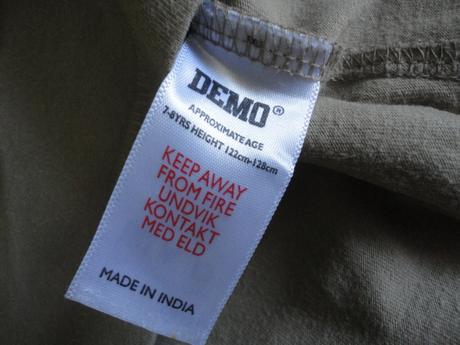 DEMO®
APPROXIMATE AGE
7-8YRS HEIGHT 122cm-128cm
KEEP AWAY
FROM FIRE
UNDVIK
KONTAKT
MED ELD
MADE IN INDIA